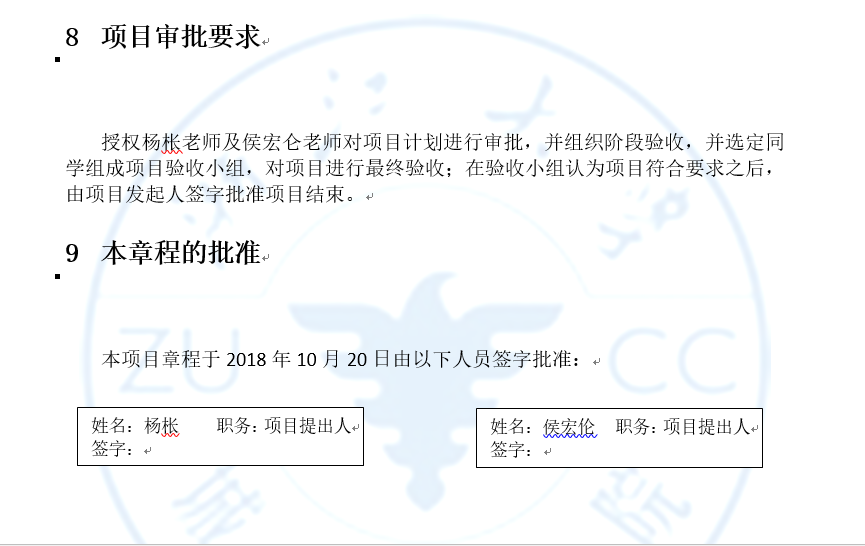 8 项目审批要求
授权杨枨老师及侯宏仑老师对项目计划进行审批，并组织阶段验收，并选定同
学组成项目验收小组，对项目进行最终验收；在验收小组认为项目符合要求之后，
由项目发起人签字批准项目结束。
9 本章程的批准
ZU CC
本项目章程于 2018 年 10 月 20 日由以下人员签字批准：
姓名：杨枨 职务：项目提出人
签字：
姓名：侯宏伦 职务：项目提出人
签字：